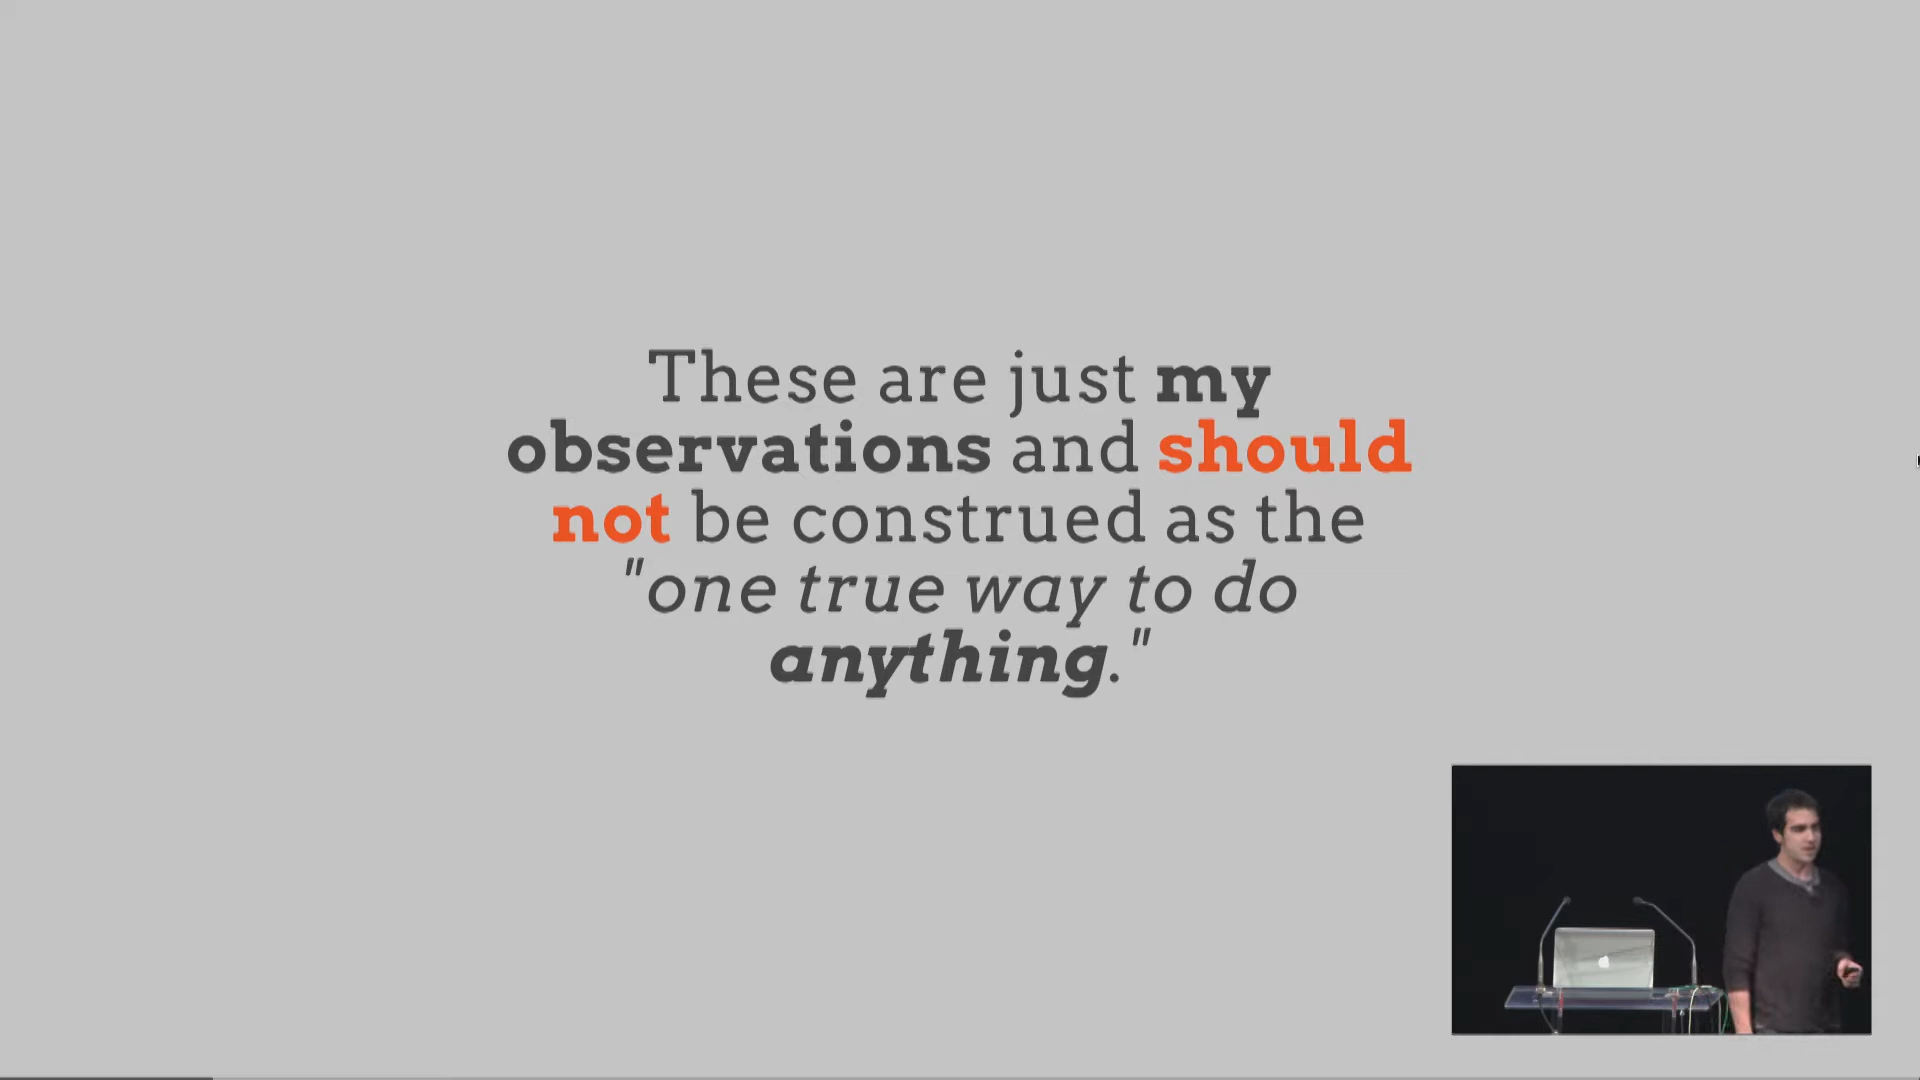 These are just my
observations and should
not be construed as the
"one true way to do
anything."